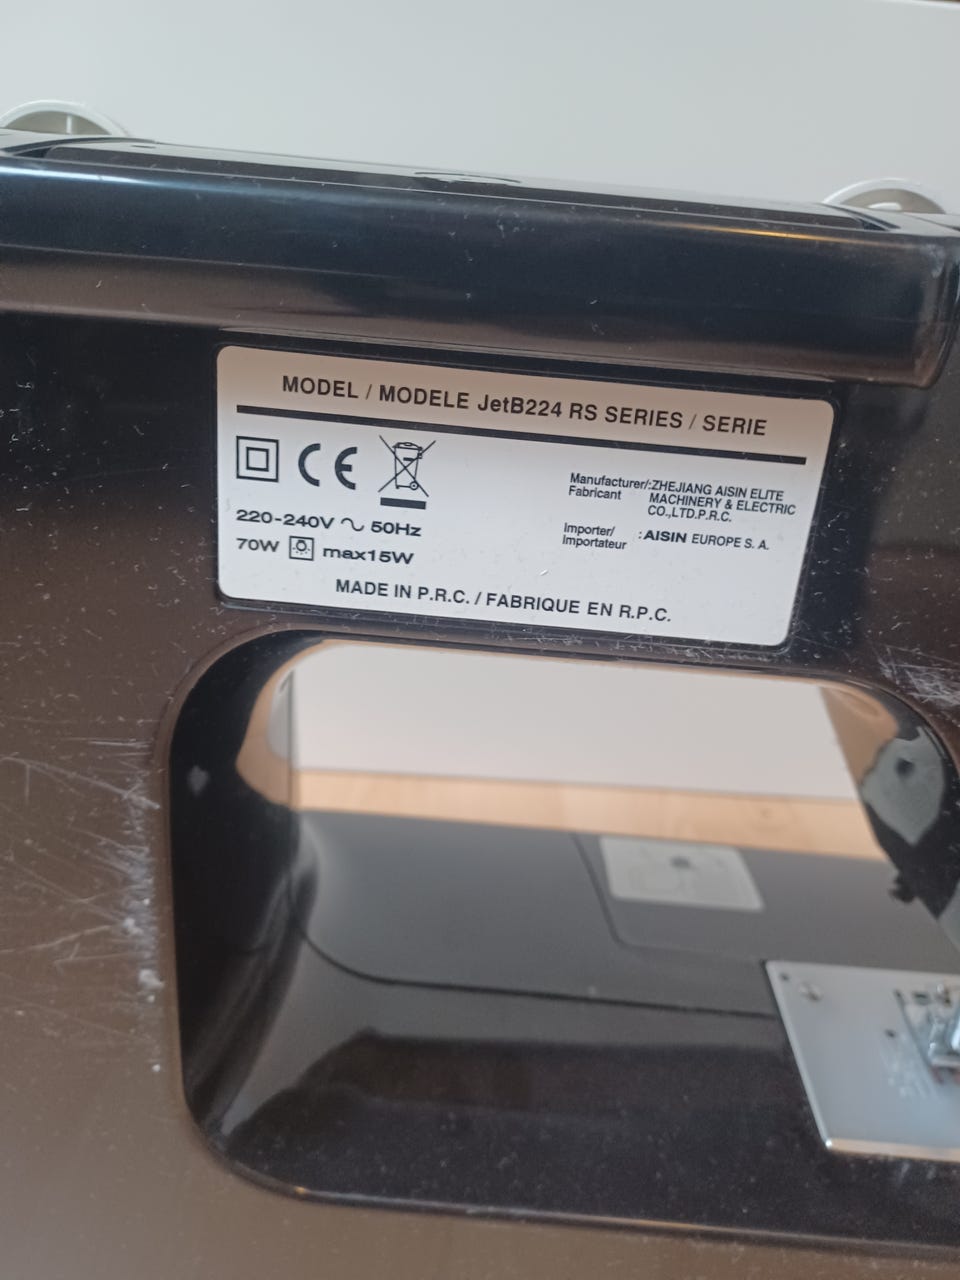 MODEL / MODELE JetB224 RS SERIES / SERIE
CE
220-240V ～ 50Hz
70W max15W
Manufacturer/:ZHEJIANG AISIN ELITE
Fabricant MACHINERY & ELECTRIC
CO.,LTD.P.R.C.
Importer/ :AISIN EUROPE S. A.
Importateur
MADE IN P.R.C. / FABRIQUE EN R.P.C.